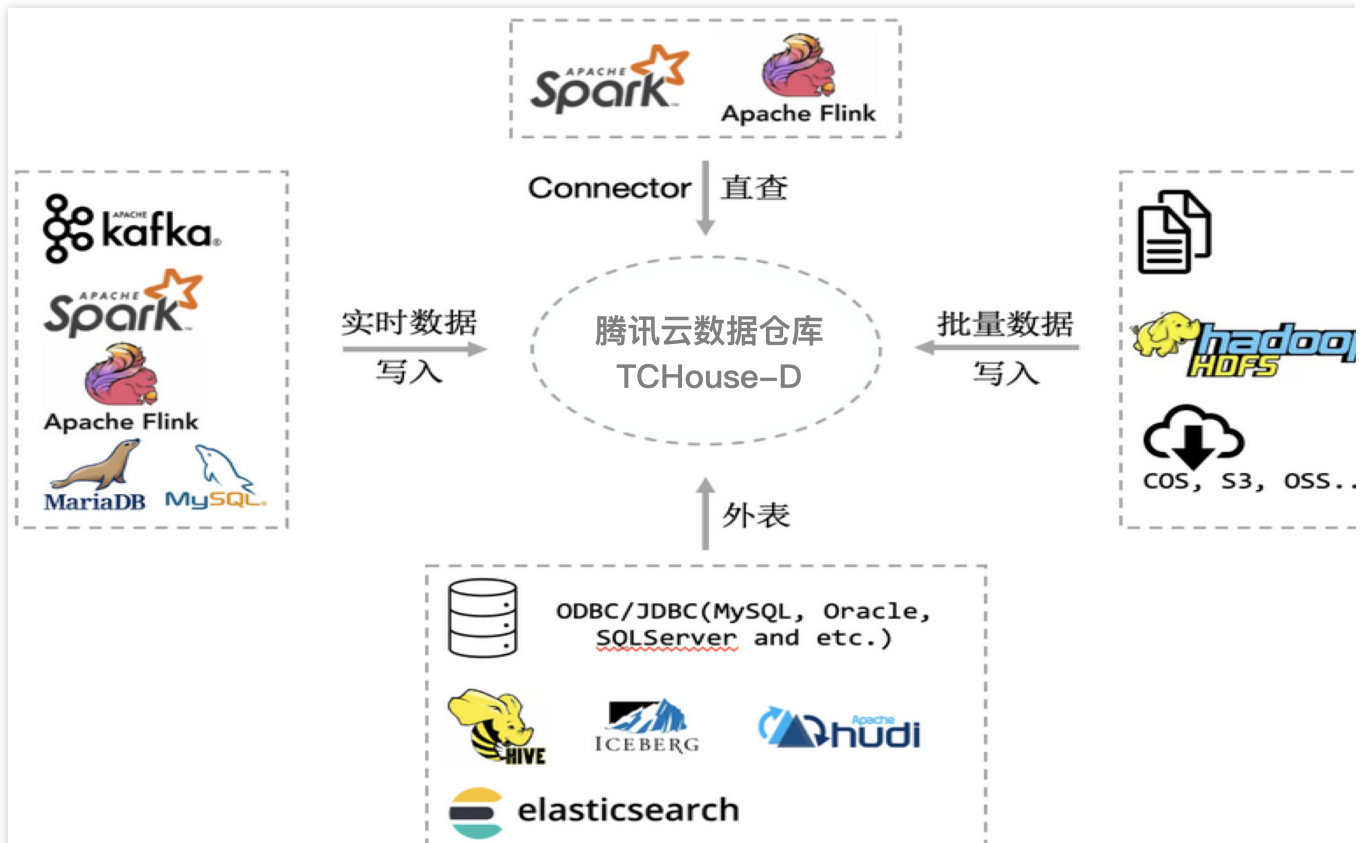 APACHE
Spark™
Apache Flink
Connector 直查
APACHE
kafka®
APACHE
Spark™
Apache Flink
MariaDB
MySQL®
实时数据
写入
腾讯云数据仓库
TCHouse-D
批量数据
写入
hadoop
HDFS
COS, S3, OSS..
外表
ODBC/JDBC(MySQL, Oracle,
SQLServer and etc.)
HIVE
ICEBERG
Apache
hudi
elasticsearch